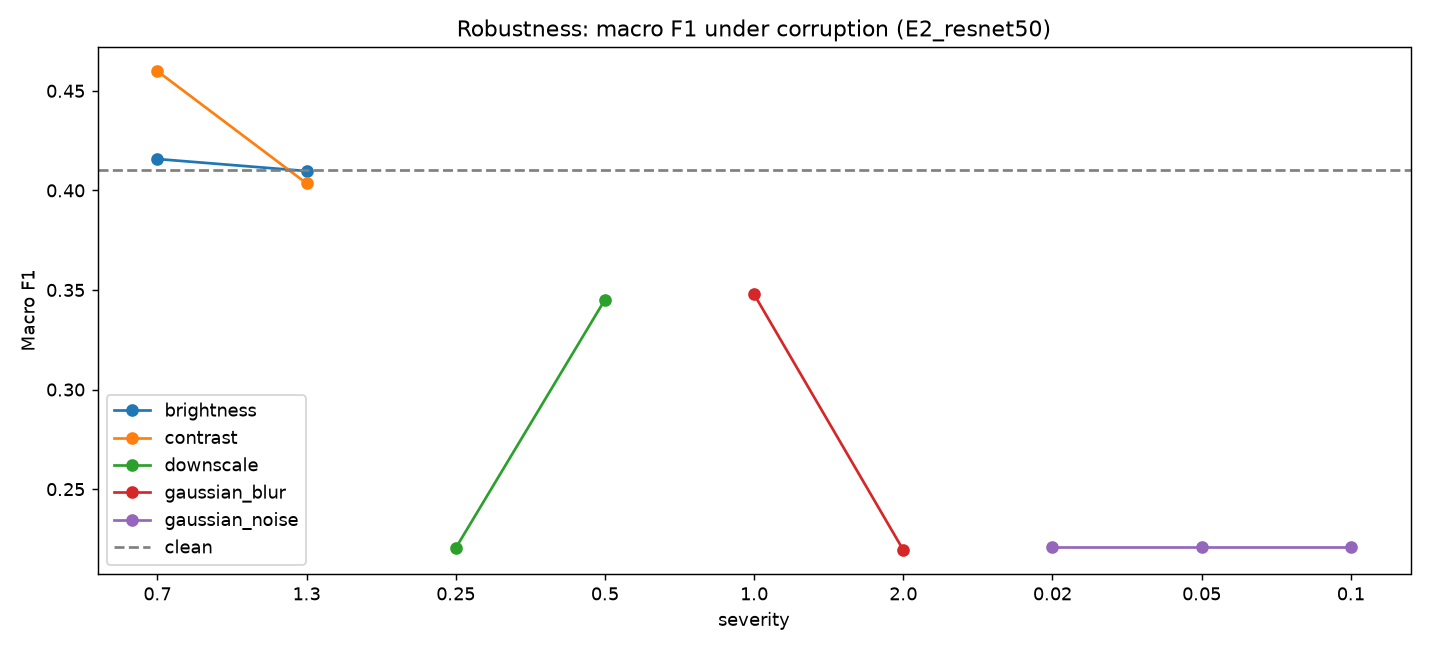 Robustness: macro F1 under corruption (E2_resnet50)
Macro F1
0.45
0.40
0.35
0.30
0.25
brightness
contrast
downscale
gaussian_blur
gaussian_noise
clean
0.7 1.3 0.25 0.5 1.0 2.0 0.02 0.05 0.1
severity